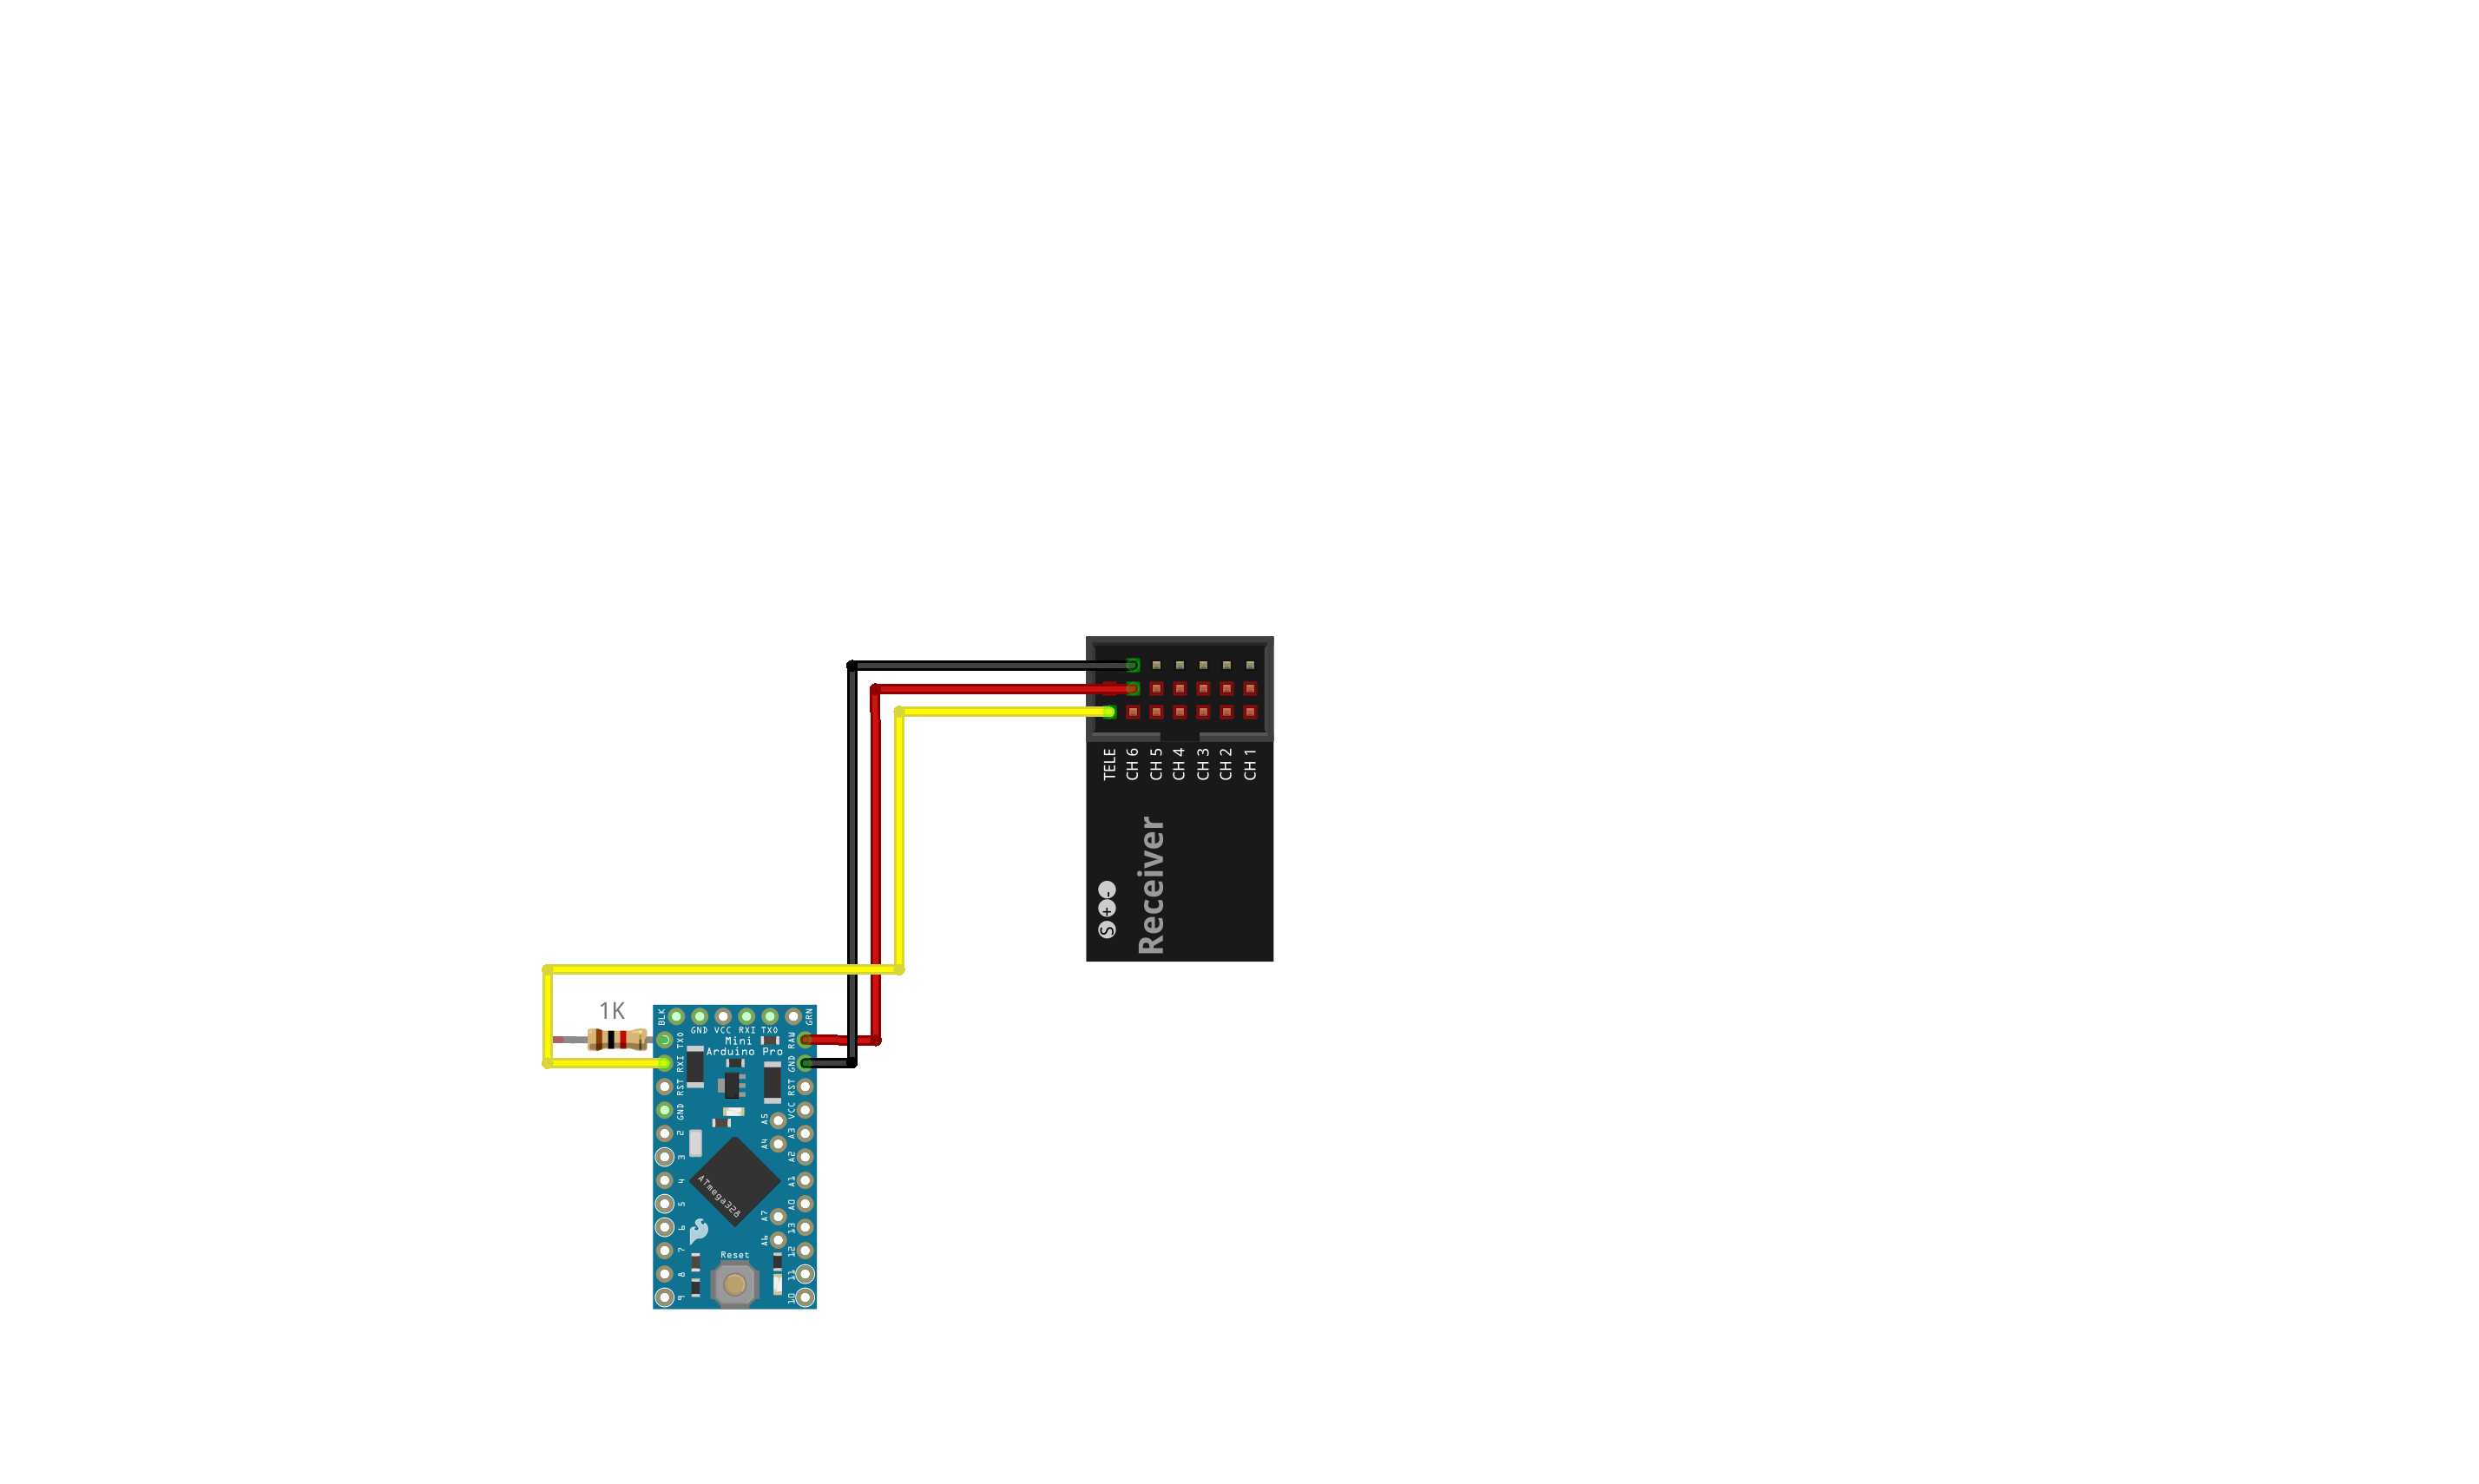 TELE
CH 6
CH 5
CH 4
CH 3
CH 2
CH 1
Receiver
S + -
1K
BLK
GND VCC RXI TXO
GRN
Mini
Arduino Pro
TXO
RXI
RST
GND
2
3
4
5
6
7
8
9
RAW
GND
RST
VCC
A3
A2
A1
A0
13
12
11
10
A5
A4
A7
A6
ATmega328
Reset